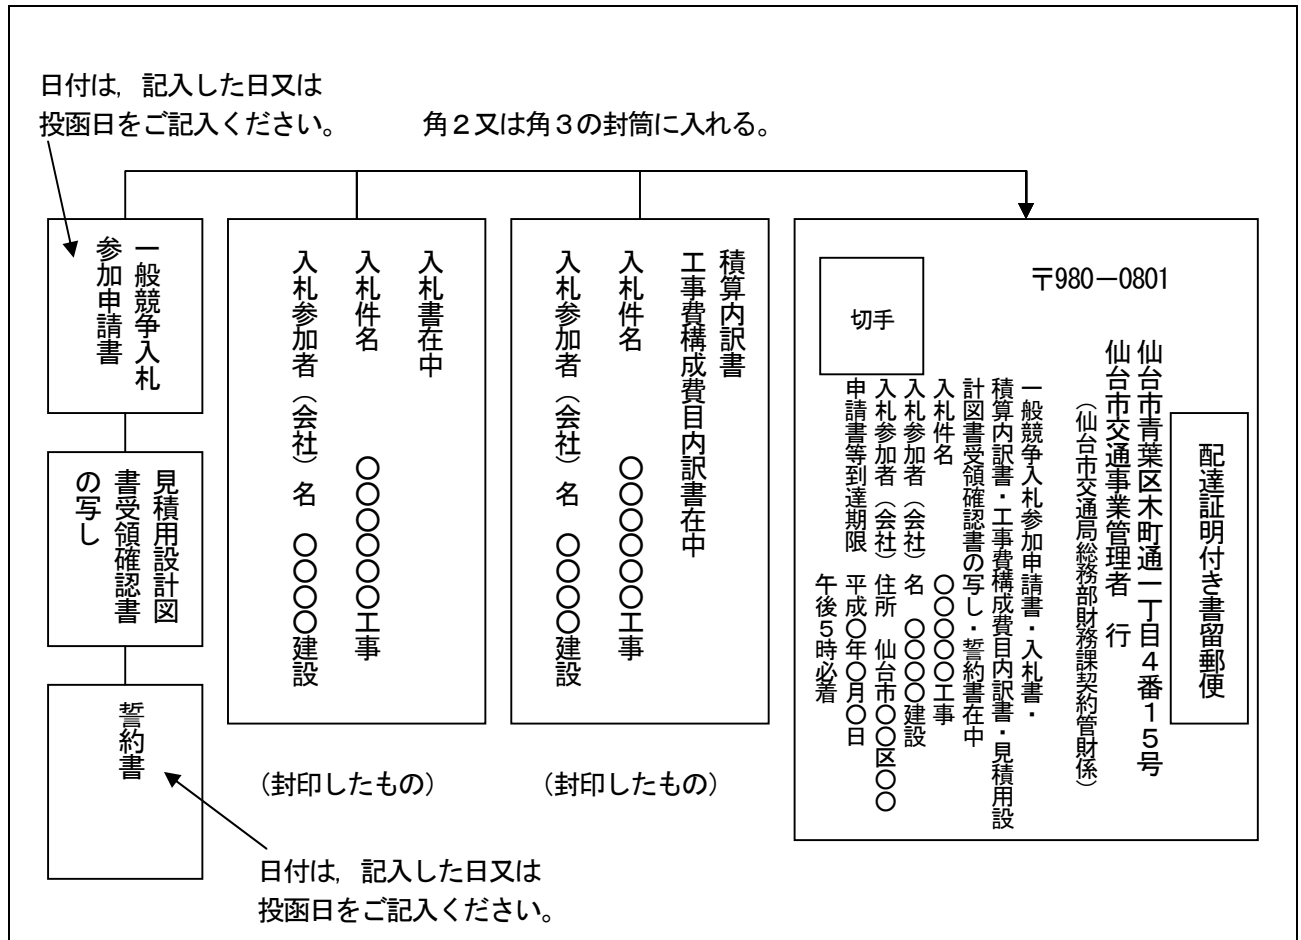 日付は，記入した日又は
投函日をご記入ください。
角２又は角３の封筒に入れる。
一般競争入札
参加申請書
見積用設計図
書受領確認書
の写し
誓約書
入札書在中
入札件名　〇〇〇〇〇〇工事
入札参加者（会社）名　〇〇〇〇建設
（封印したもの）
積算内訳書
工事費構成費目内訳書在中
入札件名　〇〇〇〇〇〇工事
入札参加者（会社）名　〇〇〇〇建設
（封印したもの）
〒980－0801
切手
配達証明付き書留郵便
仙台市青葉区木町通一丁目４番１５号
仙台市交通事業管理者　行
（仙台市交通局総務部財務課契約管財係）
一般競争入札参加申請書・入札書・
積算内訳書・工事費構成費目内訳書・見積用設
計図書受領確認書の写し・誓約書在中
入札件名　〇〇〇〇〇工事
入札参加者（会社）名　〇〇〇〇建設
入札参加者（会社）住所　仙台市〇〇区〇〇
申請書等到達期限　平成〇年〇月〇日
午後５時必着
日付は，記入した日又は
投函日をご記入ください。